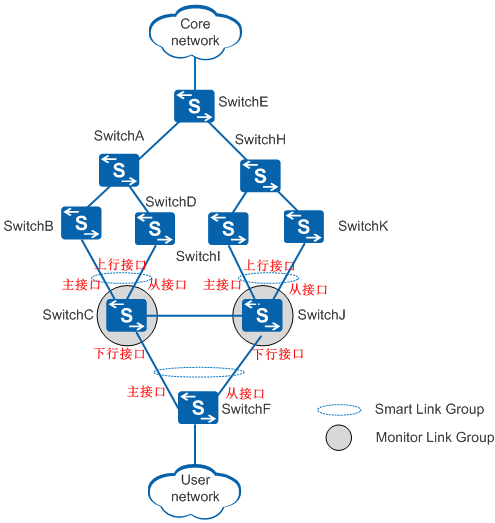 Core
network
SwitchE
SwitchA
SwitchH
SwitchD
SwitchB
SwitchK
SwitchI
上行接口
上行接口
主接口
从接口
主接口
从接口
SwitchC
SwitchJ
下行接口
下行接口
主接口
从接口
SwitchF
Smart Link Group
Monitor Link Group
User
network
S
S
S
S
S
S
S
S
S
S